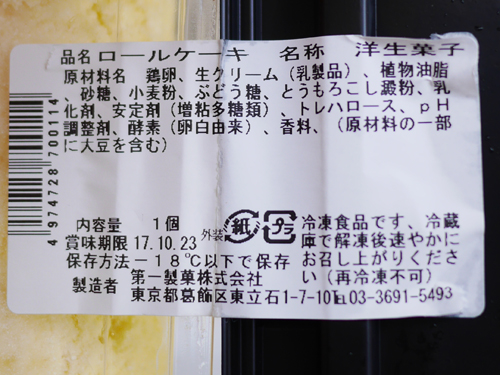 品名 ロールケーキ 名称 洋生菓子
原材料名 鶏卵、生クリーム(乳製品)、植物油脂
、砂糖、小麦粉、ぶどう糖、とうもろこし澱粉、乳
化剤、安定剤(増粘多糖類)、トレハロース、pH
調整剤、酵素(卵白由来)、香料、(原材料の一部
に大豆を含む)
4974728700114
内容量 1個
賞味期限 17.10.23
保存方法 -18℃以下で保存
外装 紙 プラ
冷凍食品です、冷蔵
庫で解凍後速やかに
お召し上がりくださ
い(再冷凍不可)
製造者 第一製菓株式会社
東京都葛飾区東立石1-7-10℡03-3691-5493